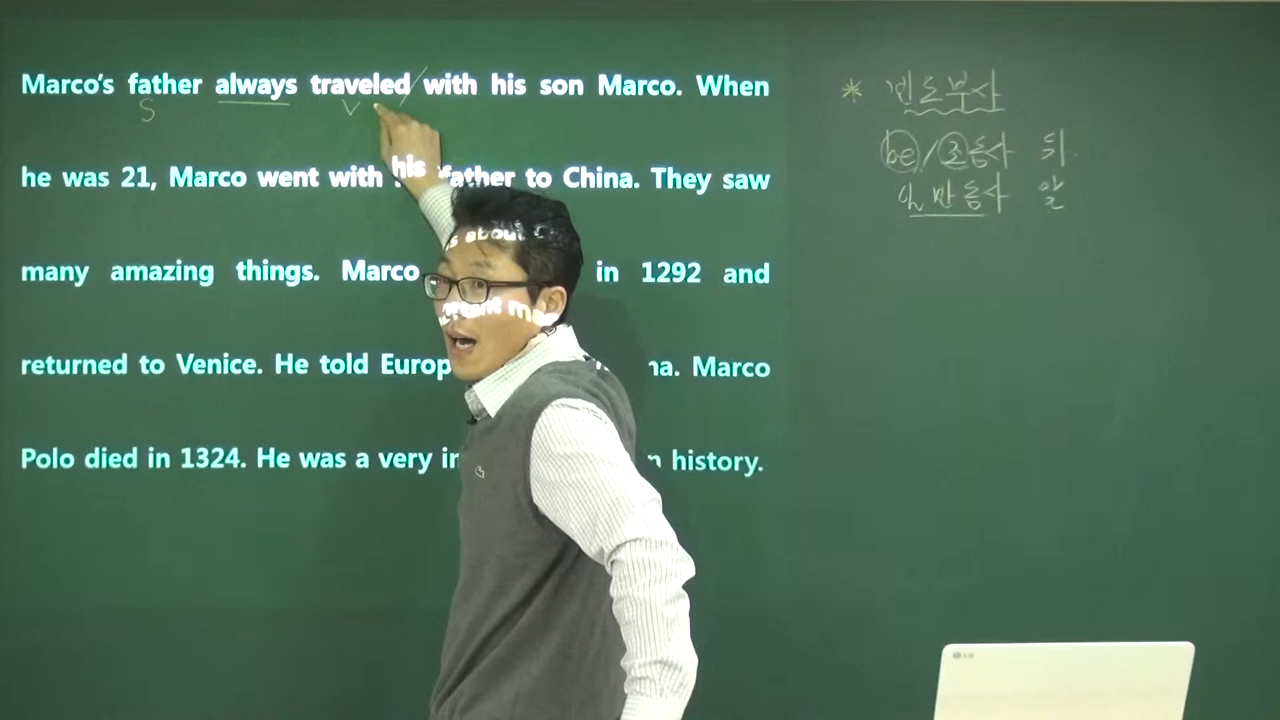 Marco's father always traveled with his son Marco. When
S V
he was 21, Marco went with his father to China. They saw
many amazing things. Marco in 1292 and
returned to Venice. He told na. Marco
Polo died in 1324. He was a very history.
* 빈도부사
be/조동사 뒤
일반동사 앞
s about
LG